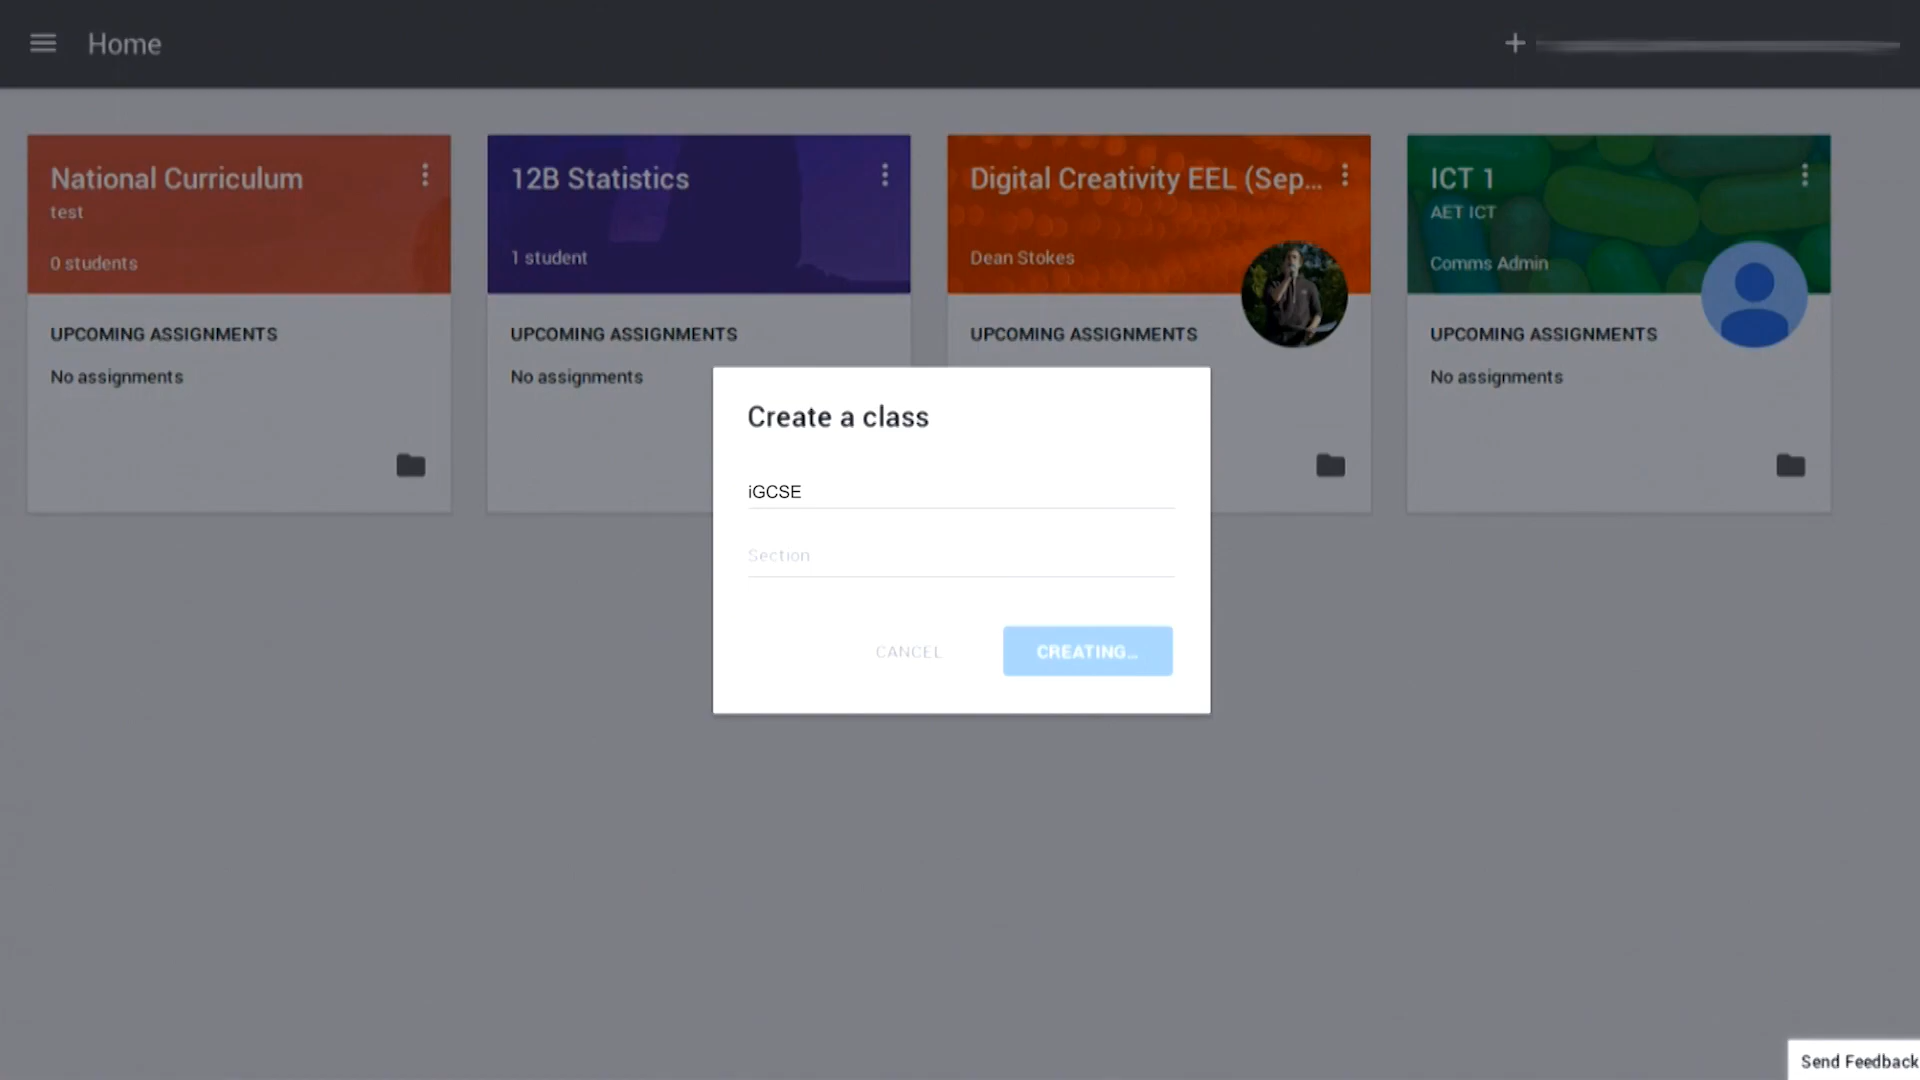 Home
National Curriculum
test
0 students
UPCOMING ASSIGNMENTS
No assignments
12B Statistics
1 student
UPCOMING ASSIGNMENTS
No assignments
Digital Creativity EEL (Sep...
Dean Stokes
UPCOMING ASSIGNMENTS
ICT 1
AET ICT
Comms Admin
UPCOMING ASSIGNMENTS
No assignments
Create a class
iGCSE
Section
CANCEL
CREATING...
Send Feedback